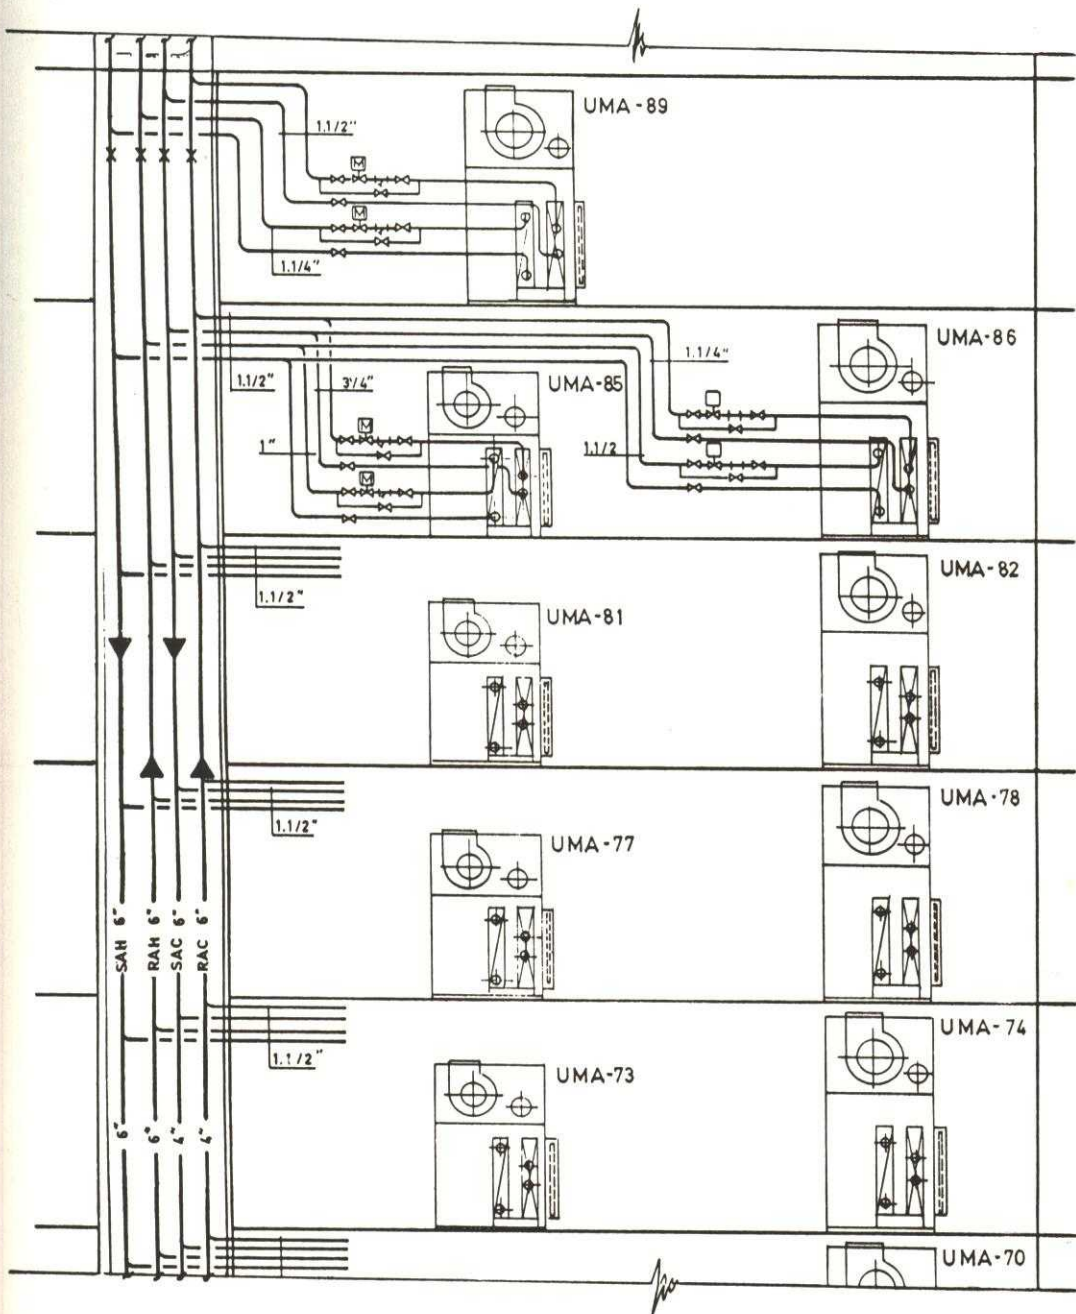 UMA-89
1.1/2"
M
M
1.1/4"
UMA-86
1.1/4"
UMA-85
1.1/2"
3/4"
M
1"
1.1/2
M
UMA-82
1.1/2"
UMA-81
UMA-78
1.1/2"
UMA-77
SAH 6"
RAH 6"
SAC 6"
RAC 6"
UMA-74
1.1/2"
UMA-73
6"
6"
4"
4"
UMA-70